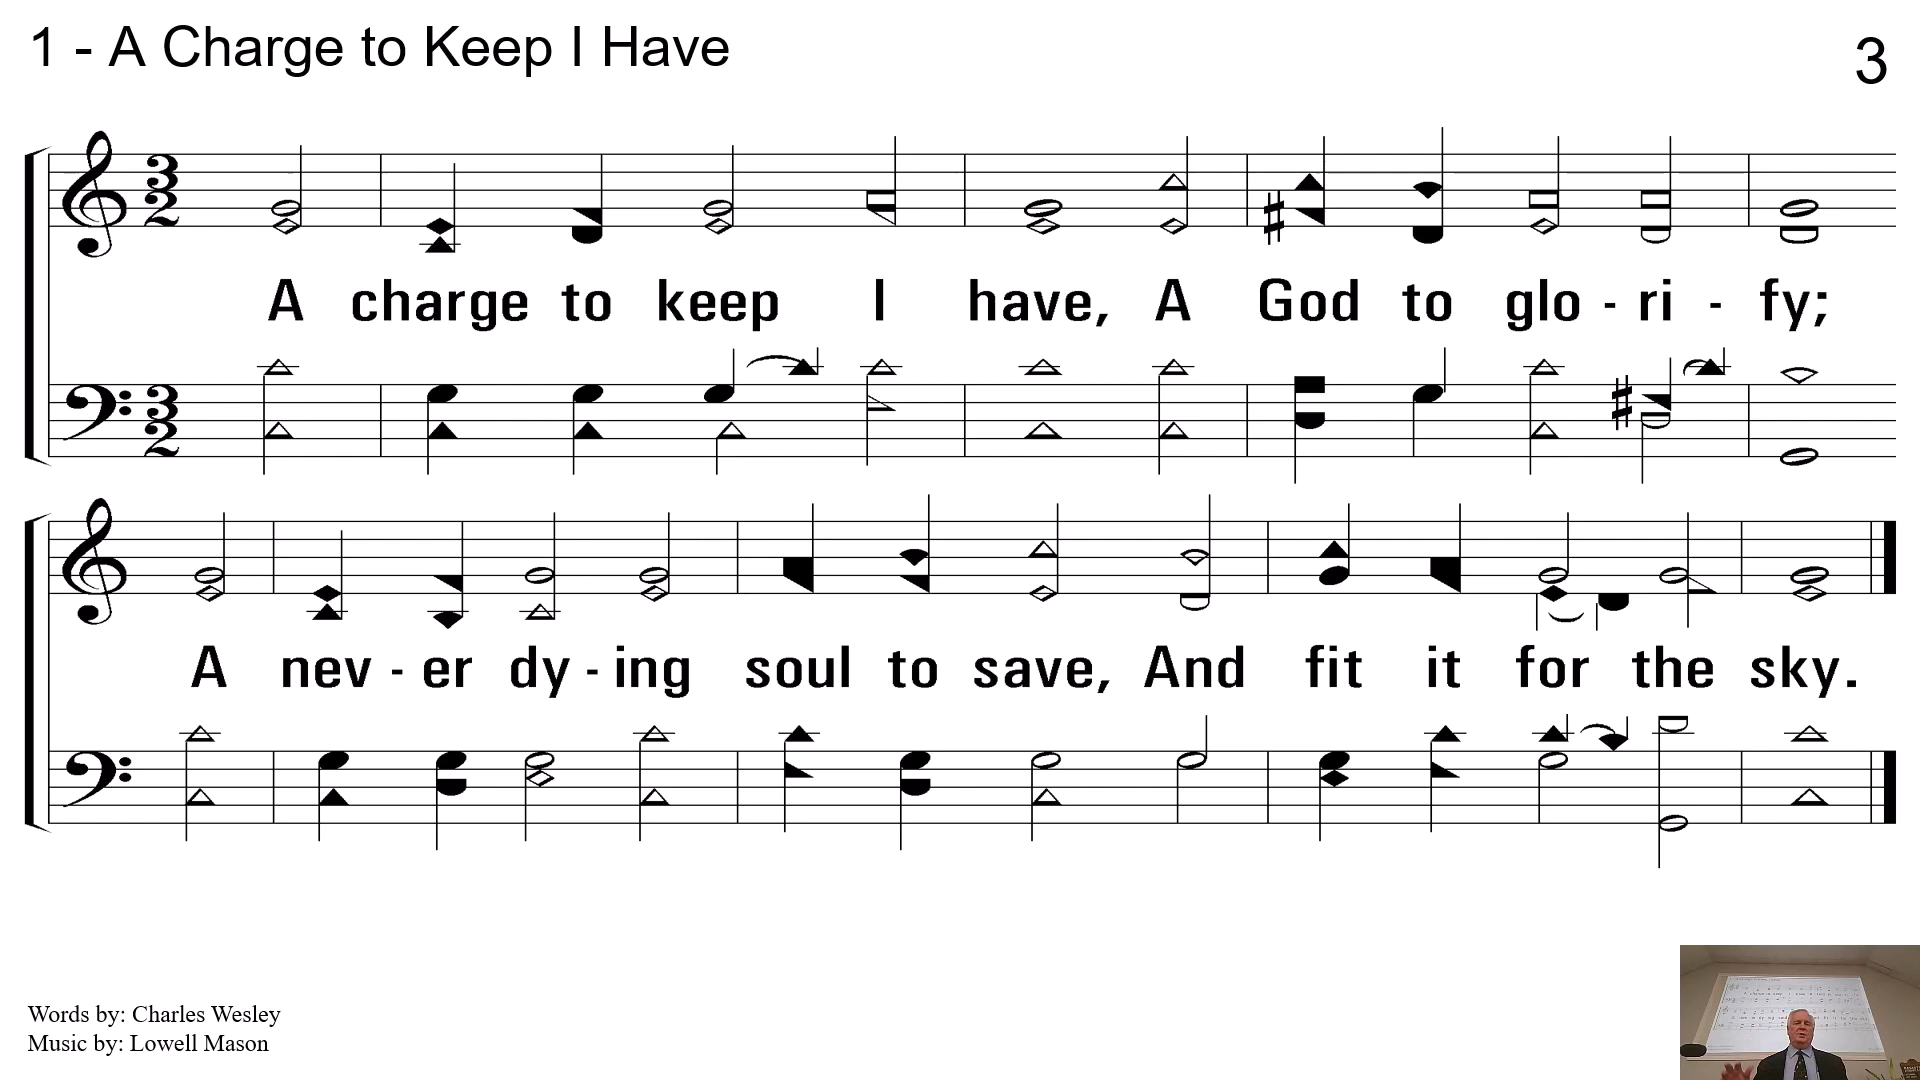 1 - A Charge to Keep I Have
3
A charge to keep I have, A God to glo - ri - fy;
A nev - er dy - ing soul to save, And fit it for the sky.
Words by: Charles Wesley
Music by: Lowell Mason